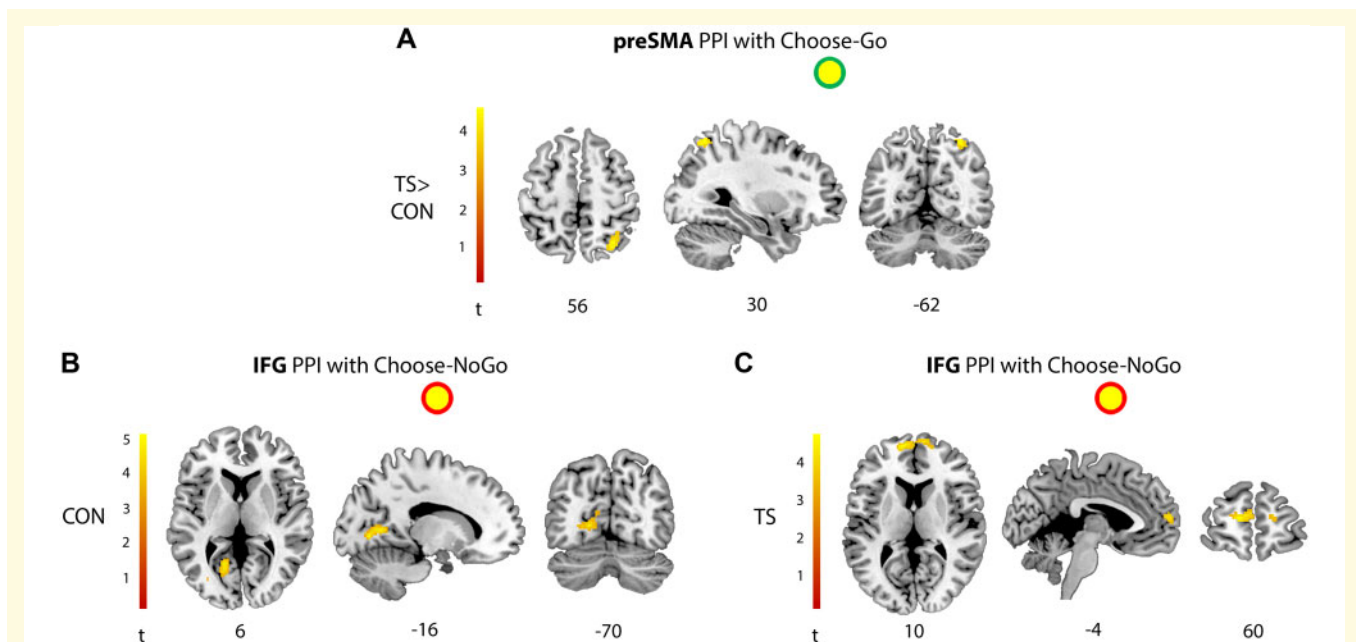 A
preSMA PPI with Choose-Go
4
3
2
1
t
TS>
CON
56
30
-62
B
IFG PPI with Choose-NoGo
5
4
3
2
1
t
CON
6
-16
-70
C
IFG PPI with Choose-NoGo
4
3
2
1
t
TS
10
-4
60